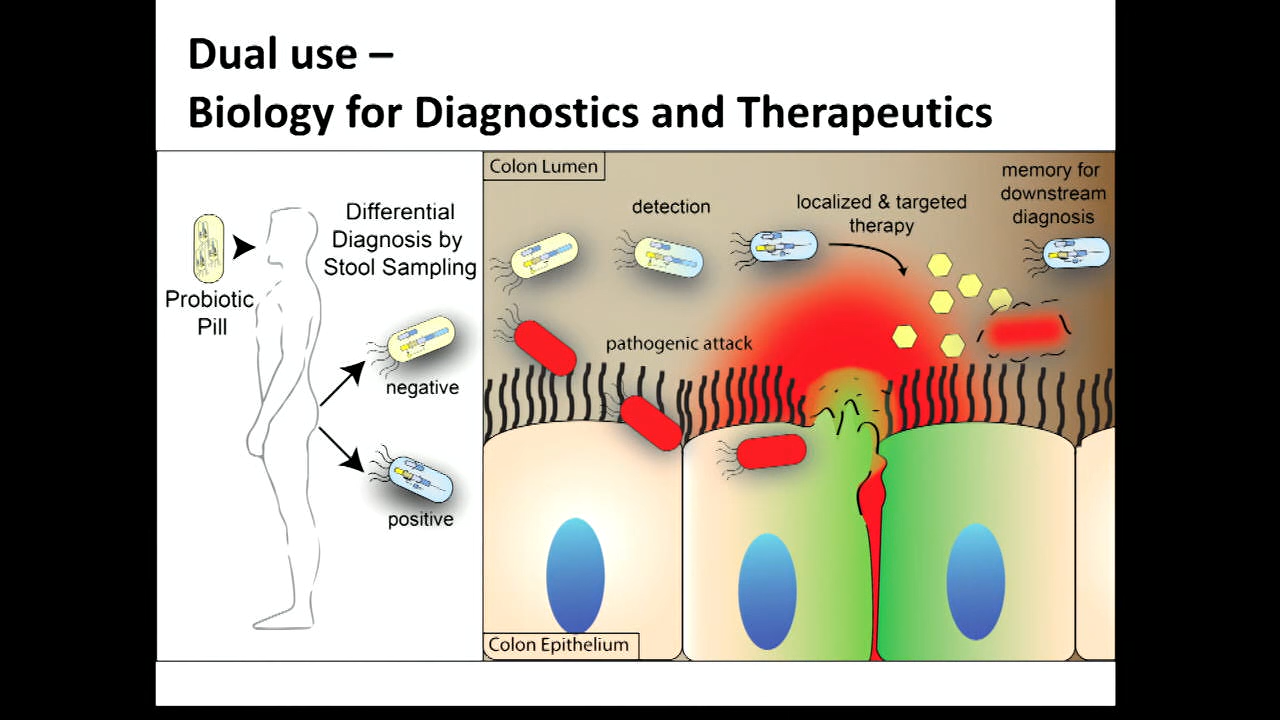 Dual use –
Biology for Diagnostics and Therapeutics
Probiotic
Pill
Differential
Diagnosis by
Stool Sampling
negative
positive
Colon Lumen
detection
localized & targeted
therapy
memory for
downstream
diagnosis
pathogenic attack
Colon Epithelium